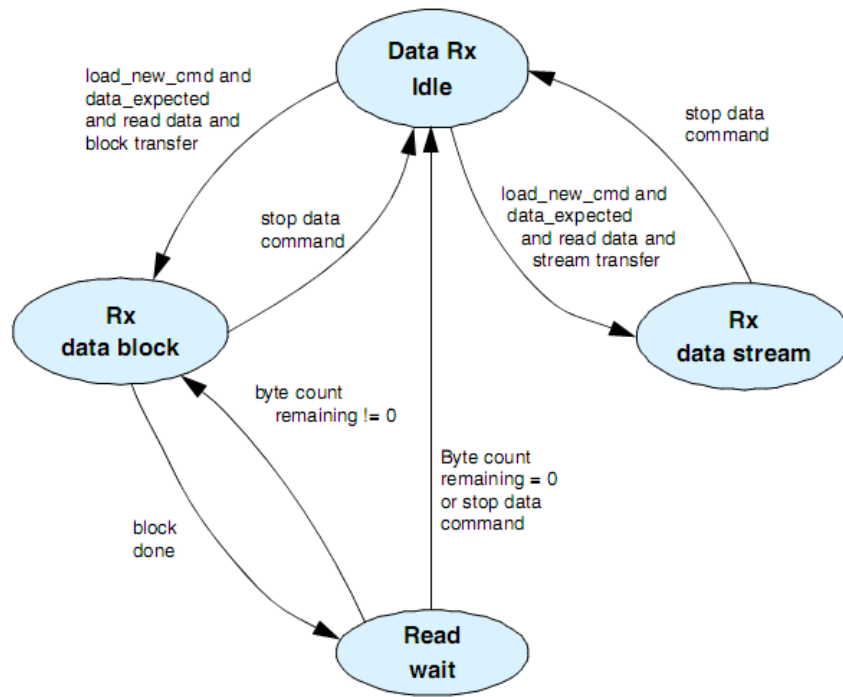 Data Rx
Idle
load_new_cmd and
data_expected
and read data and
block transfer
stop data
command
stop data
command
load_new_cmd and
data_expected
and read data and
stream transfer
Rx
data block
Rx
data stream
byte count
remaining != 0
Byte count
remaining = 0
or stop data
command
block
done
Read
wait